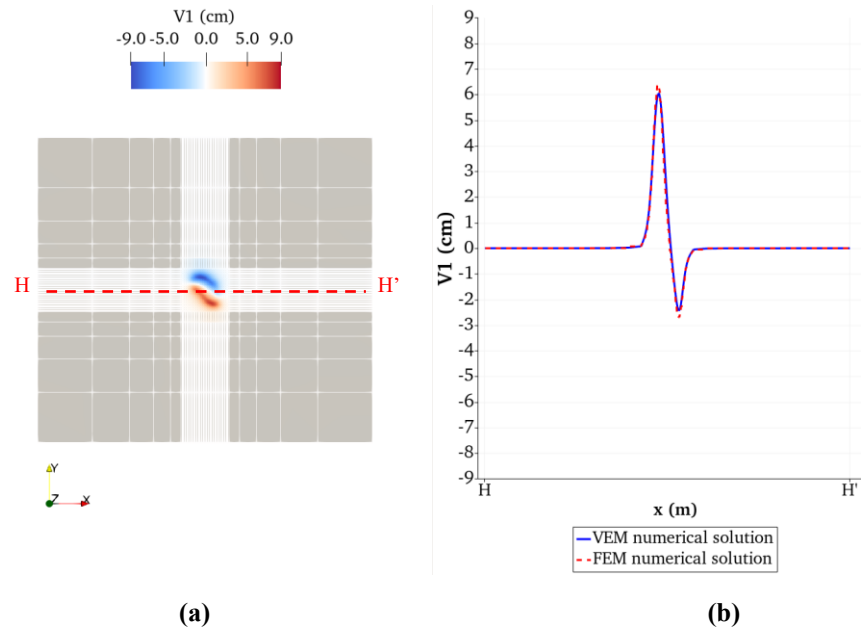 V1 (cm)
-9.0 -5.0 0.0 5.0 9.0
H H'
Y
Z X
(a)
V1 (cm)
9
8
7
6
5
4
3
2
1
0
-1
-2
-3
-4
-5
-6
-7
-8
-9
H H'
x (m)
VEM numerical solution
FEM numerical solution
(b)